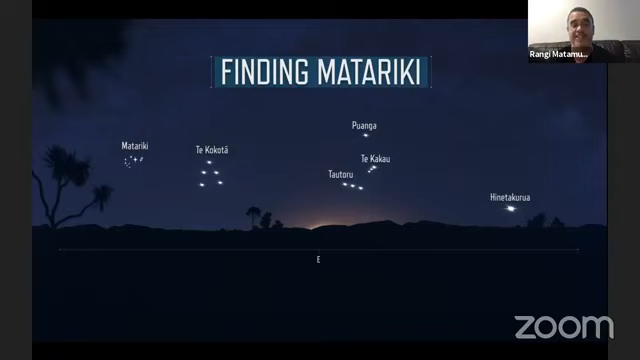 FINDING MATARIKI
Rangi Matamu...
Puanga
Matariki
Te Kokotā
Te Kakau
Tautoru
Hinetakurua
E
zoom